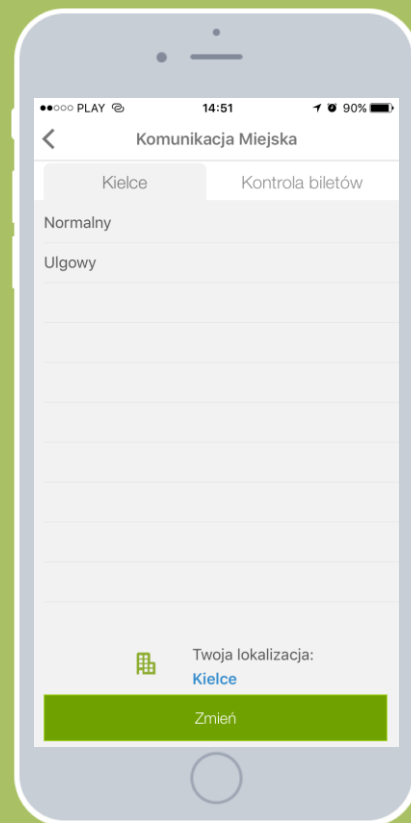 PLAY 14:51 90%
Komunikacja Miejska
Kielce Kontrola biletów
Normalny
Ulgowy
Twoja lokalizacja:
Kielce
Zmień